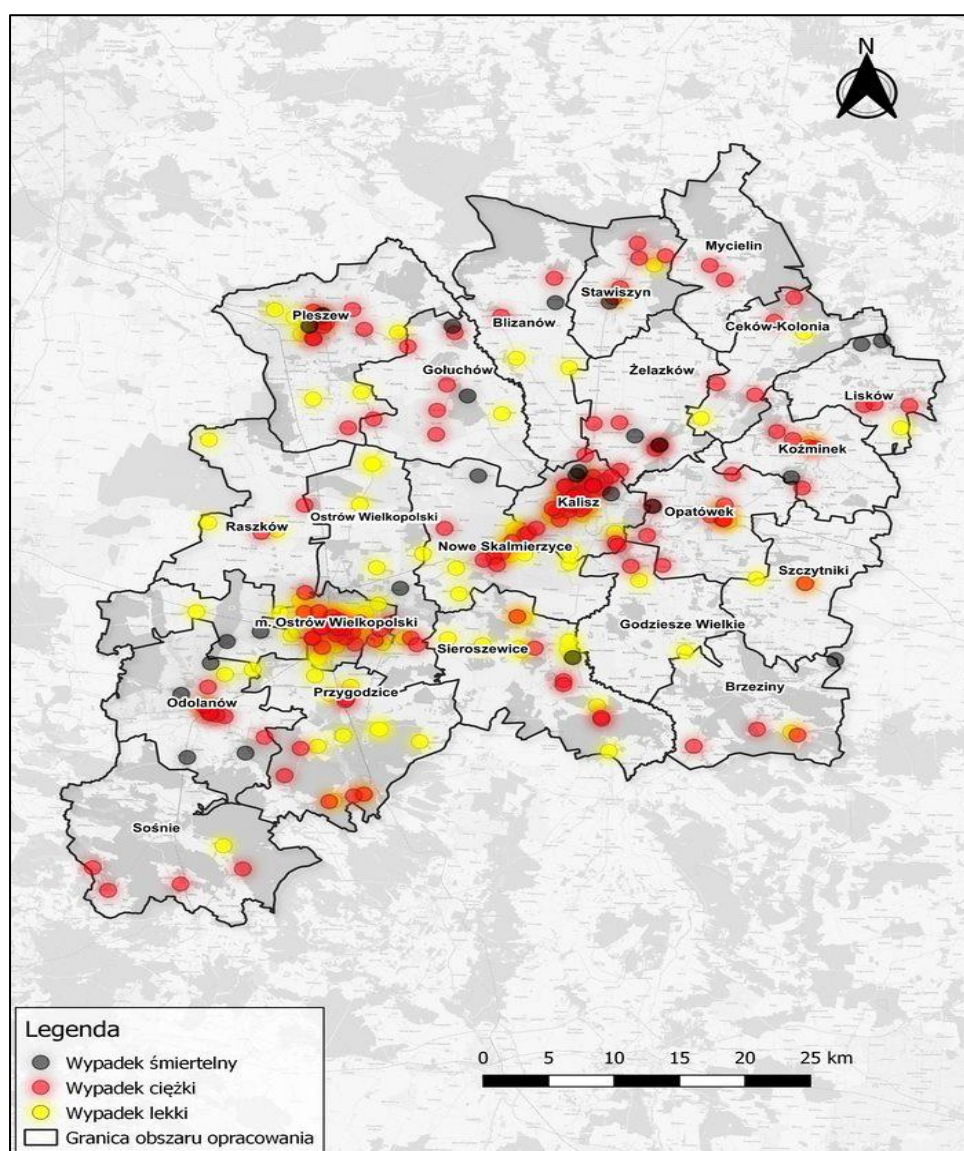 N
Mycielin
Stawiszyn
Pleszew
Blizanów
Ceków-Kolonia
Gołuchów
Żelazków
Lisków
Koźminek
Kalisz
Opatówek
Ostrów Wielkopolski
Raszków
Nowe Skalmierzyce
Szczytniki
m. Ostrów Wielkopolski
Godziesze Wielkie
Sieroszewice
Przygodzice
Brzeziny
Odolanów
Sośnie
Legenda
Wypadek śmiertelny
Wypadek ciężki
Wypadek lekki
Granica obszaru opracowania
0 5 10 15 20 25 km